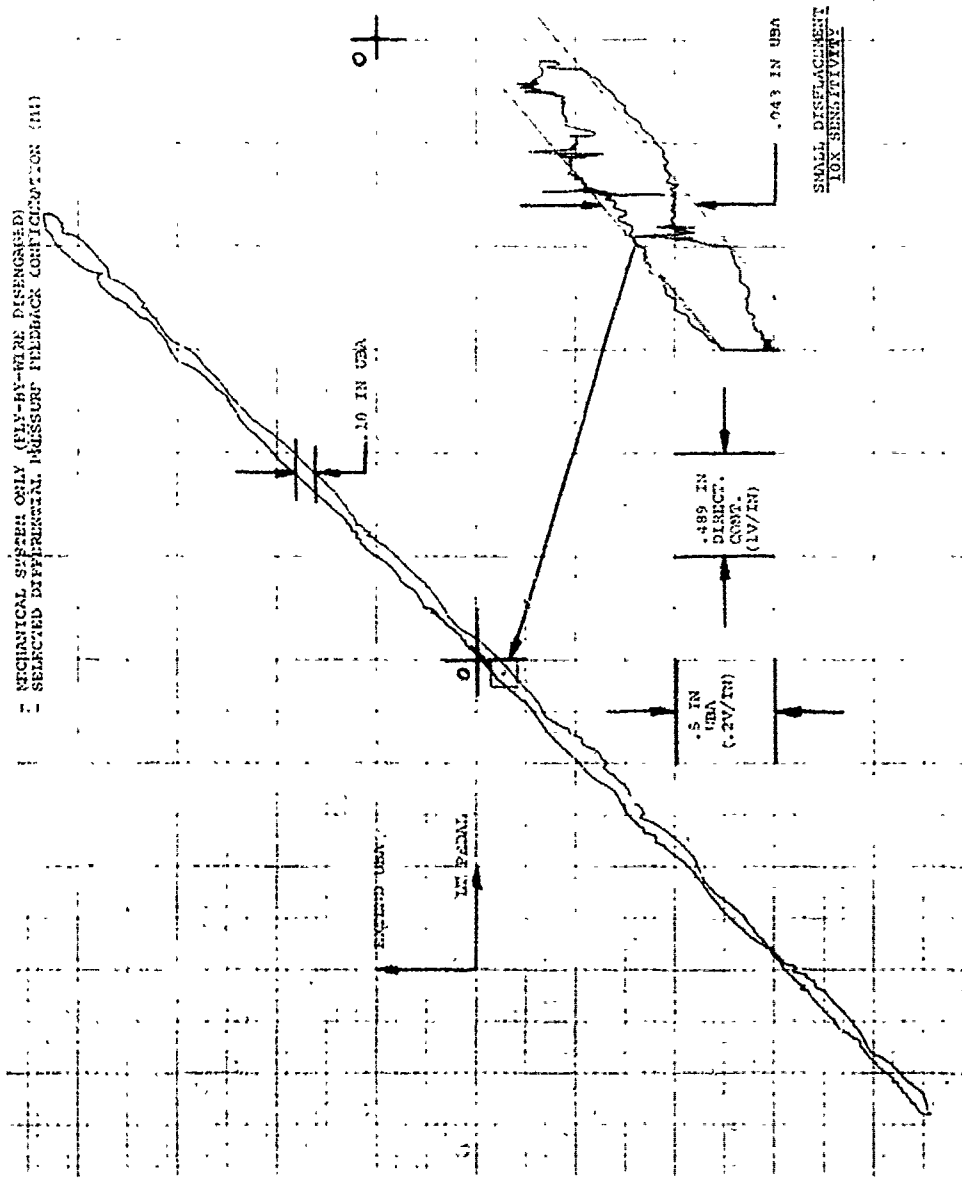 MECHANICAL SYSTEM ONLY (FLY-BY-WIRE DISENGAGED)
SELECTED DIFFERENTIAL PRESSURE FEEDBACK CONFIGURATION
O
.10 IN UBA
.043 IN UBA
SMALL DISPLACEMENT
10X SENSITIVITY
O
.489 IN
DIRECT.
CONT.
(1V/IN)
.5 IN
UBA
(.2V/IN)
EXTEND UBA
PEDAL